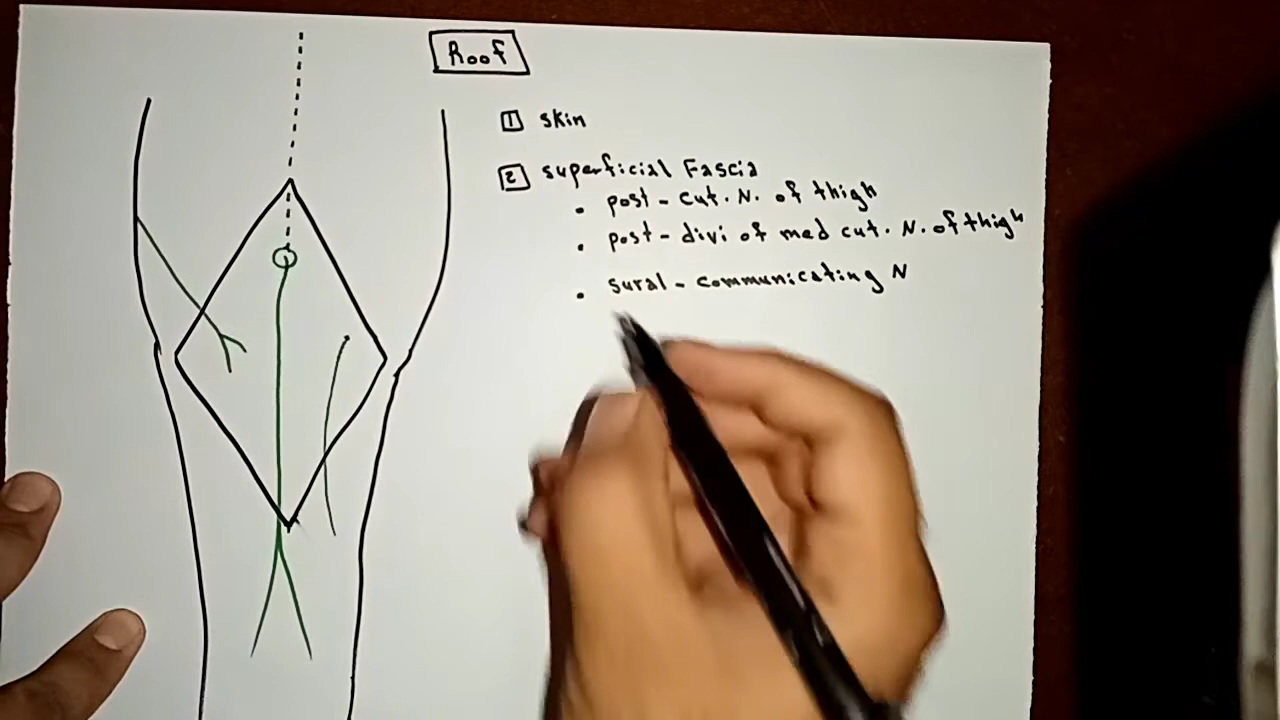 Roof
1 skin
2 superficial Fascia
• post - cut. N. of thigh
• post - divi of med cut. N. of thigh
• sural - communicating N